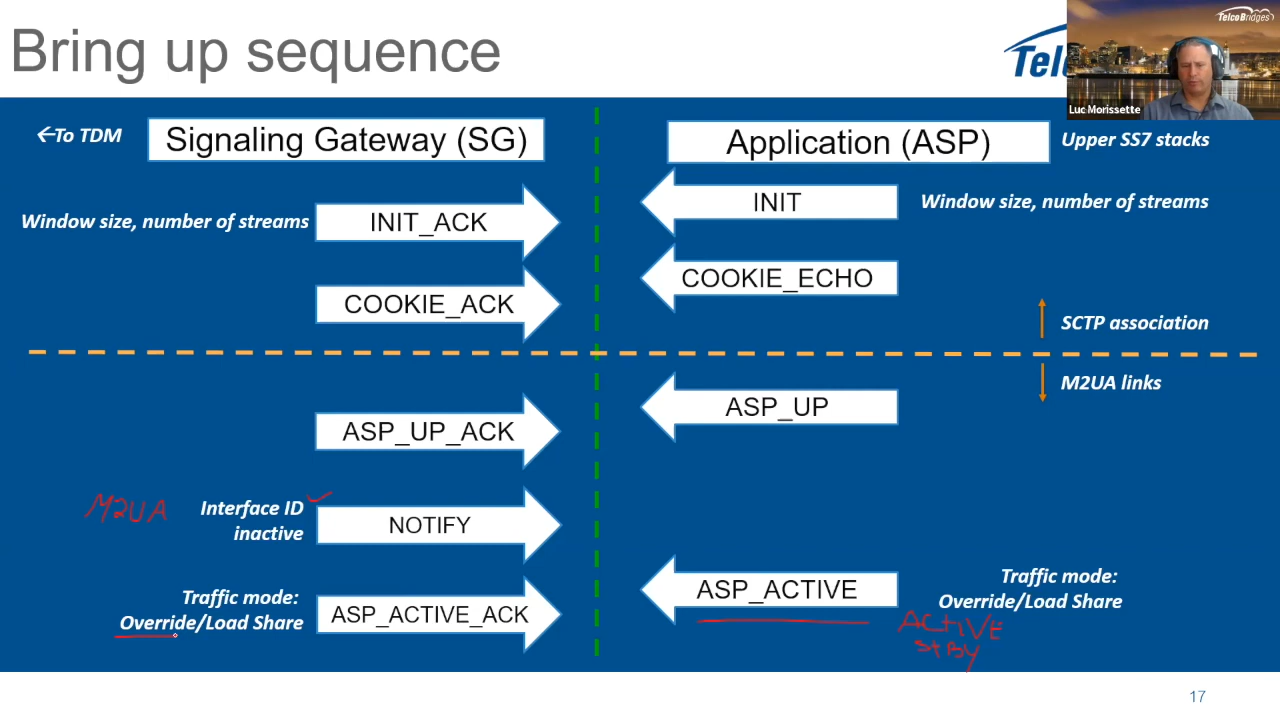 Bring up sequence
Tel
TelcoBridges
Luc Morissette
←To TDM
Signaling Gateway (SG)
Application (ASP)
Upper SS7 stacks
INIT
Window size, number of streams
Window size, number of streams
INIT_ACK
COOKIE_ECHO
COOKIE_ACK
SCTP association
M2UA links
ASP_UP
ASP_UP_ACK
M2UA
Interface ID
inactive
NOTIFY
ASP_ACTIVE
Traffic mode:
Override/Load Share
Traffic mode:
Override/Load Share
ASP_ACTIVE_ACK
ACTIVE
StBy
17